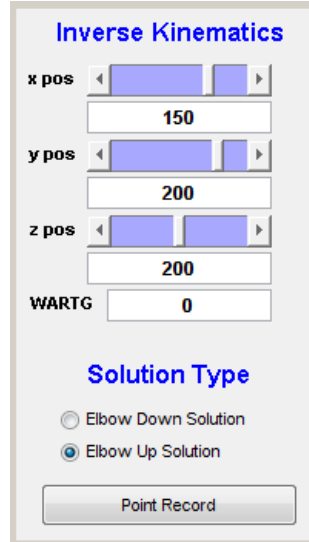 Inverse Kinematics
x pos
150
y pos
200
z pos
200
WARTG 0
Solution Type
Elbow Down Solution
Elbow Up Solution
Point Record